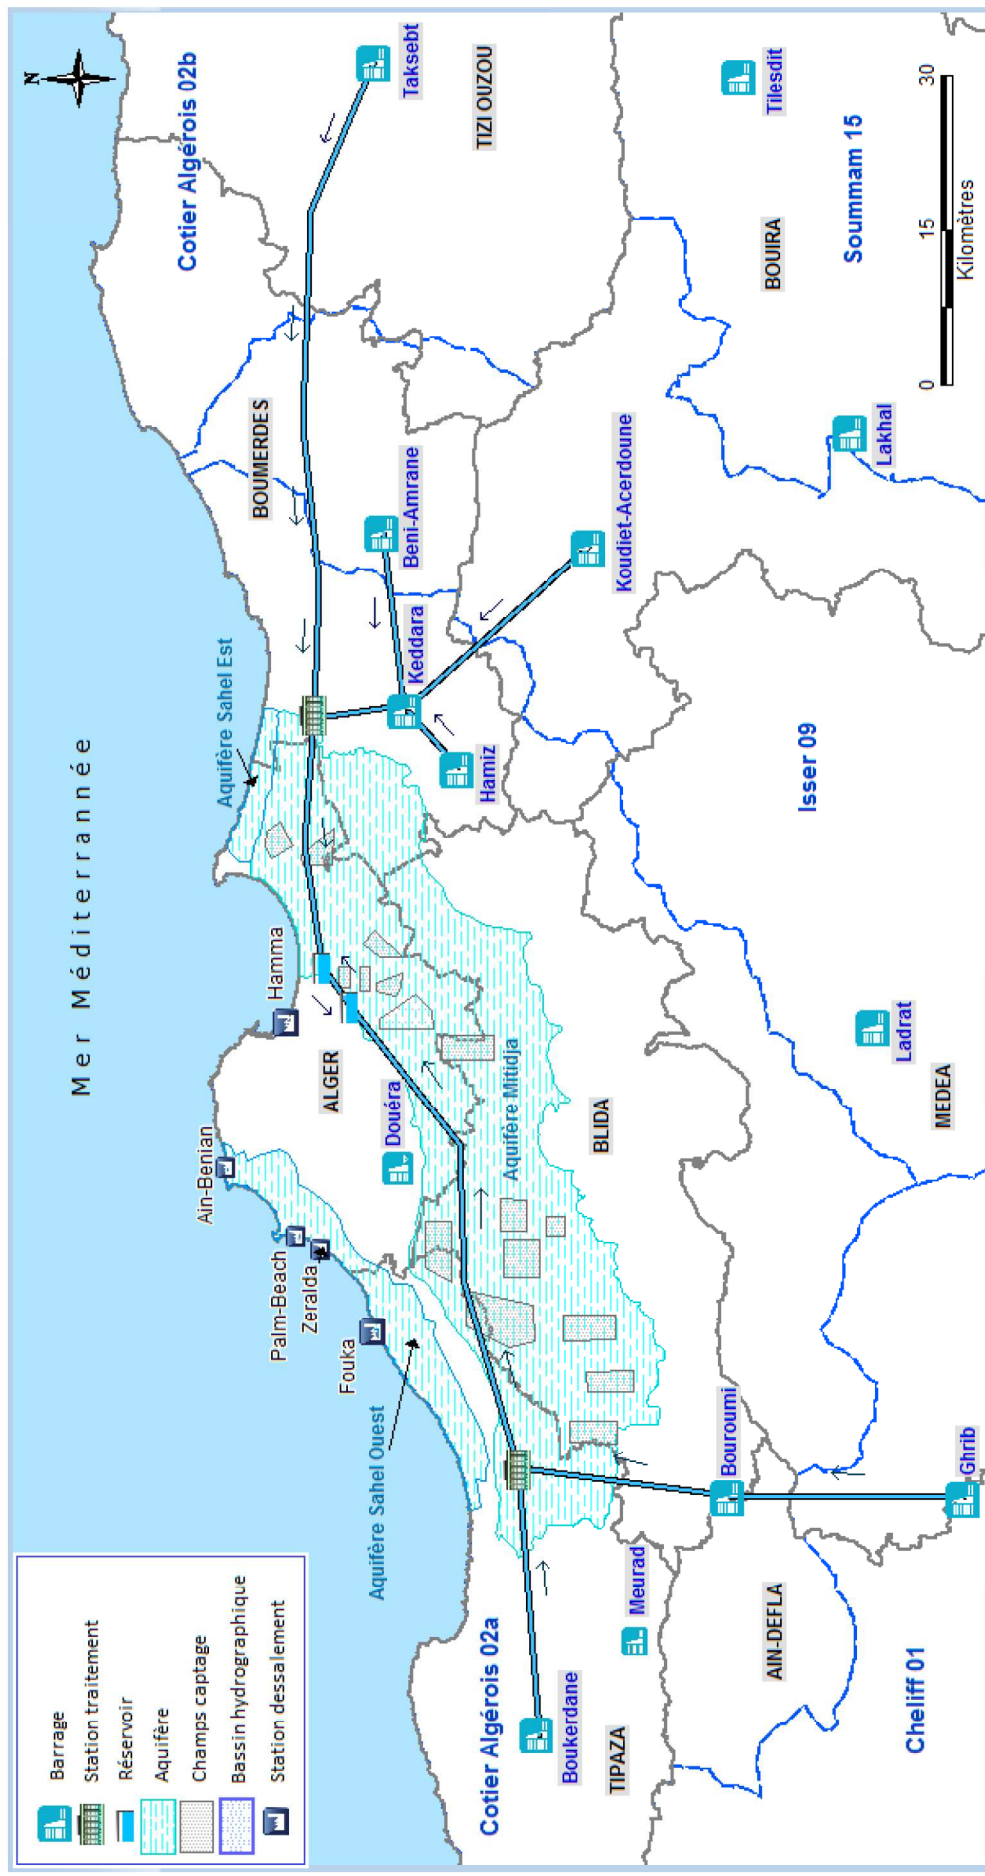 N
Mer Méditerrannée
Cotier Algérois 02b
Taksebt
TIZI OUZOU
Tilesdit
Soummam 15
BOUIRA
BOUMERDES
Beni-Amrane
Keddara
Koudiet-Acerdoune
Lakhal
Hamiz
Isser 09
Aquifère Sahel Est
Hamma
ALGER
Douéra
Aquifère Mitidja
BLIDA
Ladrat
MEDEA
Ain-Benian
Palm-Beach
Zeralda
Fouka
Aquifère Sahel Ouest
Bouroumi
Ghrib
Meurad
AIN-DEFLA
Cheliff 01
Cotier Algérois 02a
Boukerdane
TIPAZA
Barrage
Station traitement
Réservoir
Aquifère
Champs captage
Bassin hydrographique
Station dessalement
0 15 30
Kilomètres